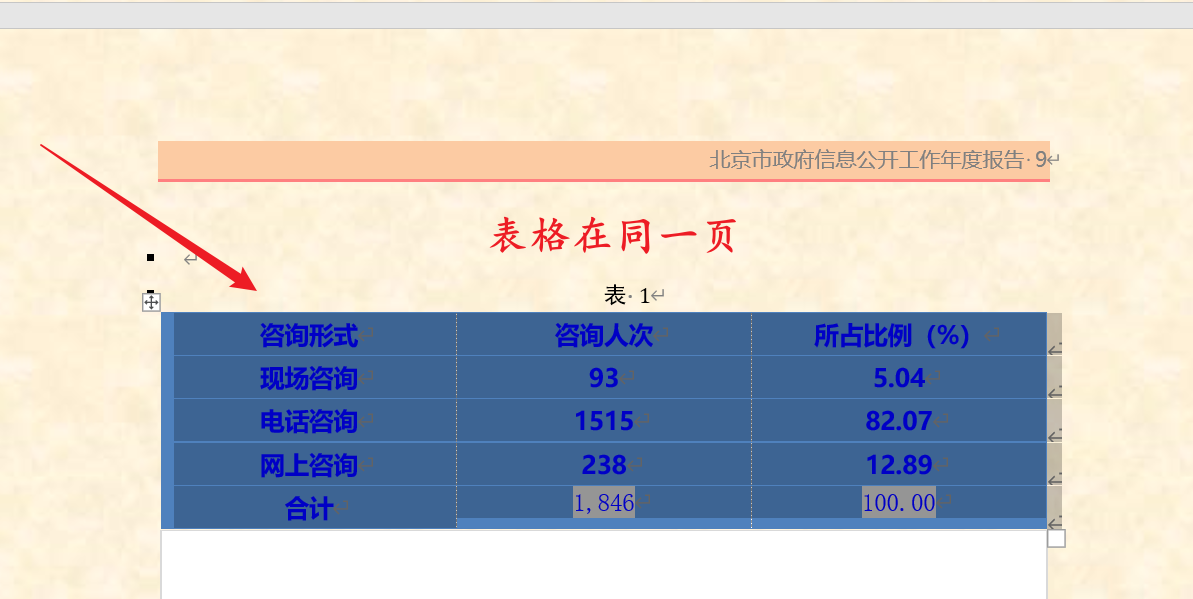 北京市政府信息公开工作年度报告 9
表格在同一页
表 1
咨询形式 咨询人次 所占比例（%）
现场咨询 93 5.04
电话咨询 1515 82.07
网上咨询 238 12.89
合计 1,846 100.00